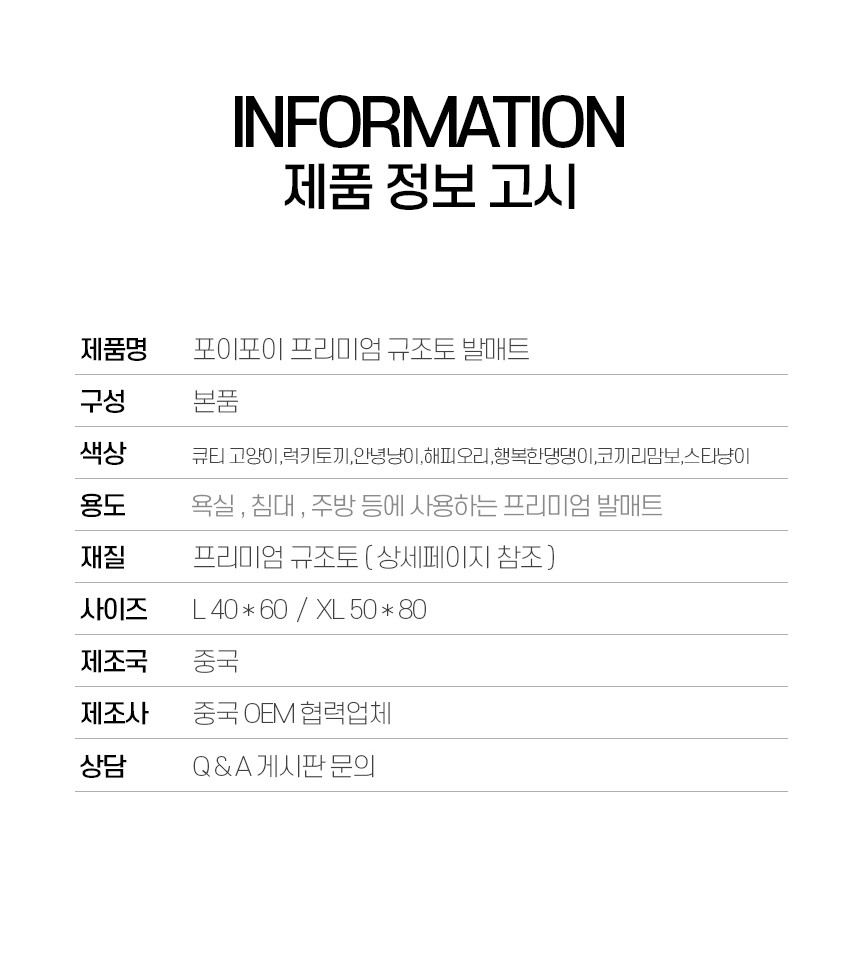 INFORMATION
제품 정보 고시
제품명 포이포이 프리미엄 규조토 발매트
구성 본품
색상 큐티 고양이,럭키토끼,안녕냥이,해피오리,행복한댕댕이,코끼리맘보,스타냥이
용도 욕실 , 침대 , 주방 등에 사용하는 프리미엄 발매트
재질 프리미엄 규조토 ( 상세페이지 참조 )
사이즈 L 40 * 60 / XL 50 * 80
제조국 중국
제조사 중국 OEM 협력업체
상담 Q & A 게시판 문의